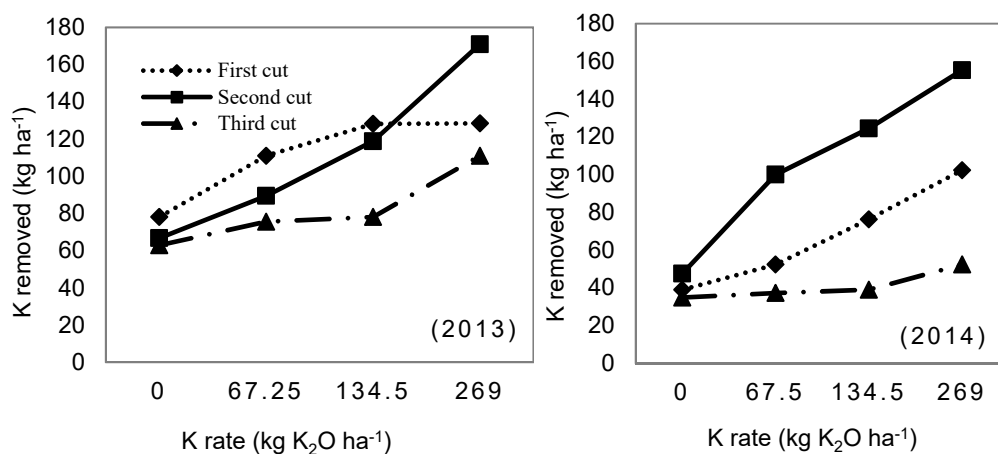 K removed (kg ha⁻¹)
180
160
140
120
100
80
60
40
20
0
First cut
Second cut
Third cut
(2013)
0 67.25 134.5 269
K rate (kg K₂O ha⁻¹)
K removed (kg ha⁻¹)
180
160
140
120
100
80
60
40
20
0
(2014)
0 67.5 134.5 269
K rate (kg K₂O ha⁻¹)